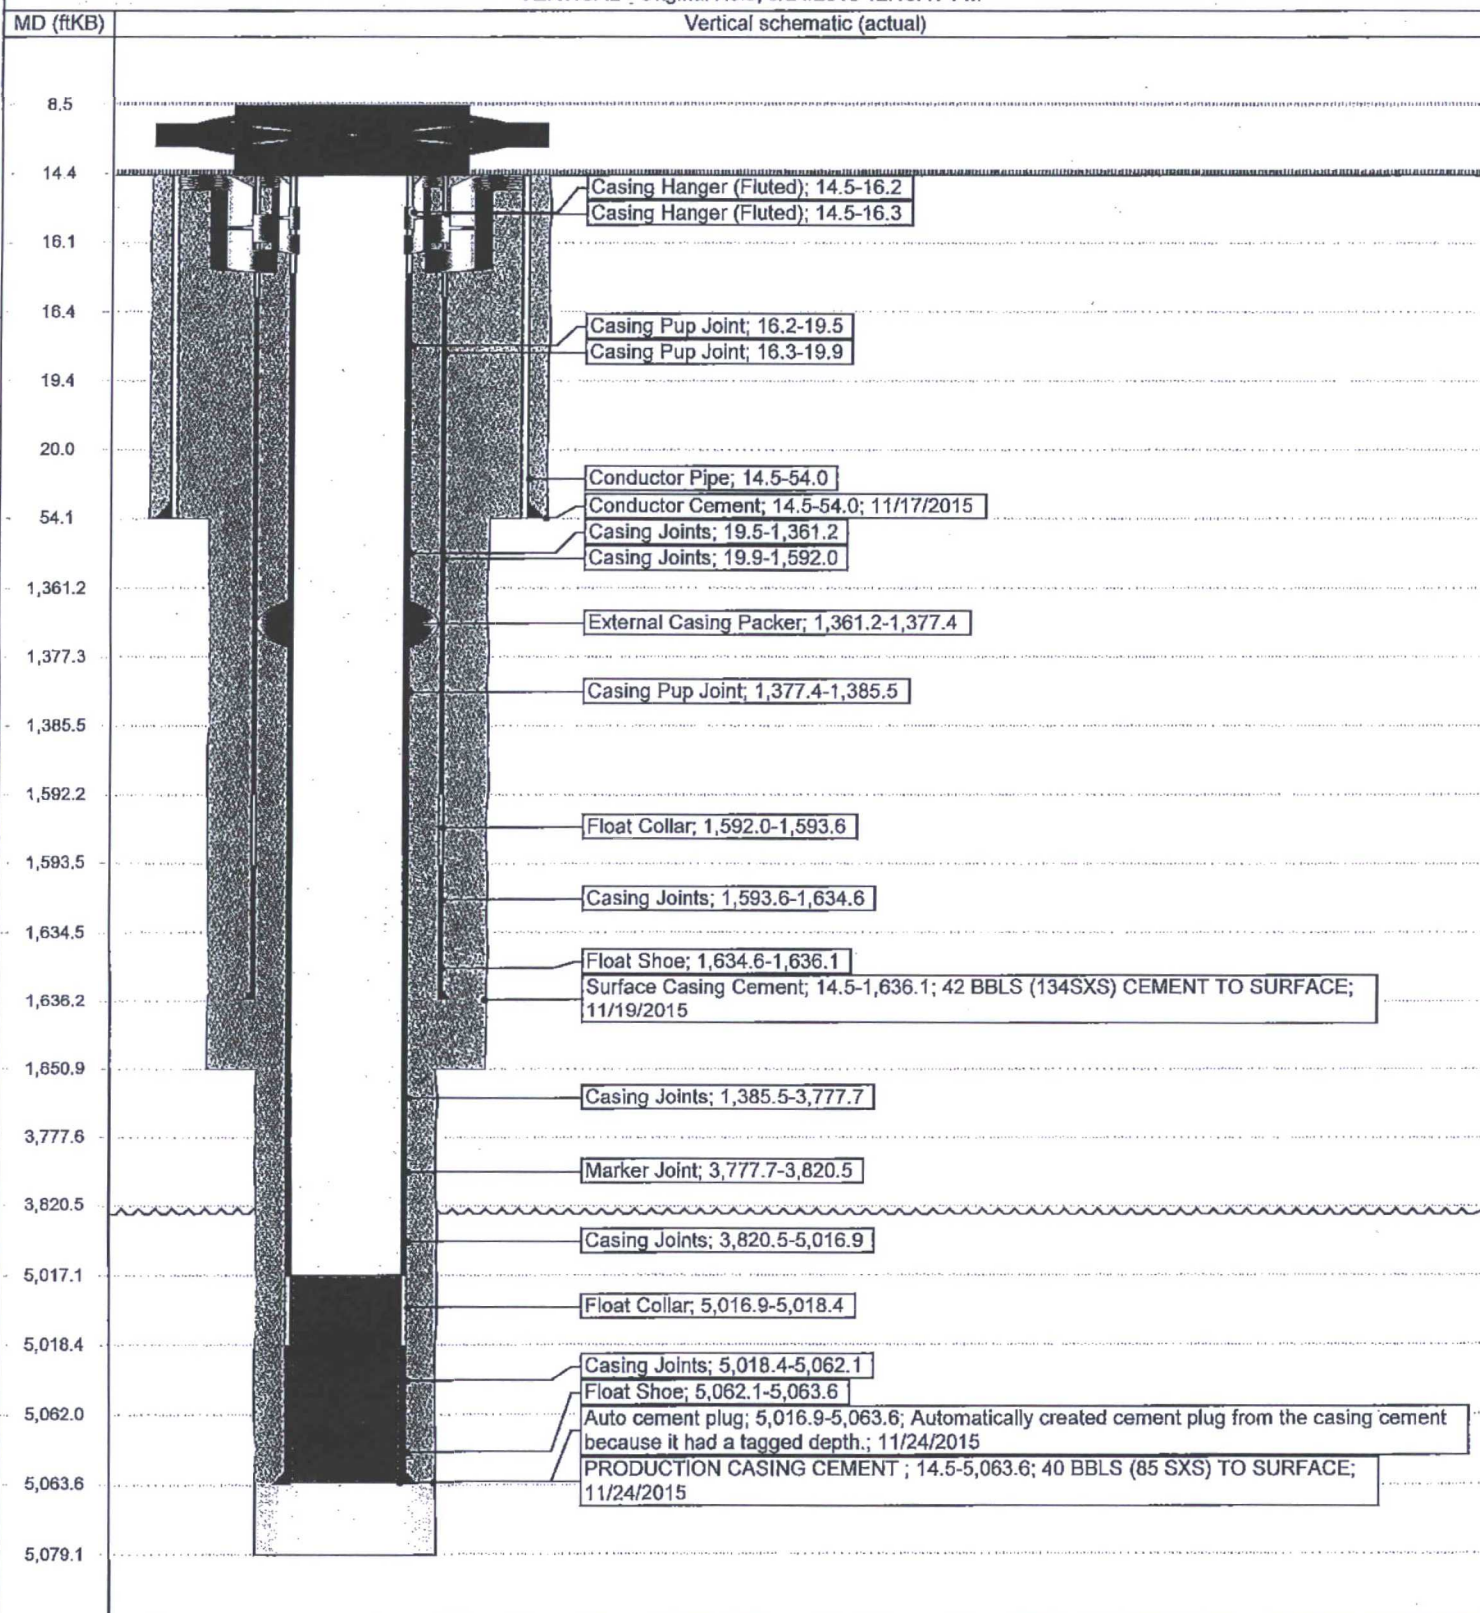 MD (ftKB)
Vertical schematic (actual)
8.5
14.4
Casing Hanger (Fluted); 14.5-16.2
Casing Hanger (Fluted); 14.5-16.3
16.1
16.4
Casing Pup Joint; 16.2-19.5
Casing Pup Joint; 16.3-19.9
19.4
20.0
Conductor Pipe; 14.5-54.0
Conductor Cement; 14.5-54.0; 11/17/2015
54.1
Casing Joints; 19.5-1,361.2
Casing Joints; 19.9-1,592.0
1,361.2
External Casing Packer; 1,361.2-1,377.4
1,377.3
Casing Pup Joint; 1,377.4-1,385.5
1,385.5
1,592.2
Float Collar; 1,592.0-1,593.6
1,593.5
Casing Joints; 1,593.6-1,634.6
1,634.5
Float Shoe; 1,634.6-1,636.1
Surface Casing Cement; 14.5-1,636.1; 42 BBLS (134SXS) CEMENT TO SURFACE;
11/19/2015
1,636.2
1,650.9
Casing Joints; 1,385.5-3,777.7
3,777.6
Marker Joint; 3,777.7-3,820.5
3,820.5
Casing Joints; 3,820.5-5,016.9
5,017.1
Float Collar; 5,016.9-5,018.4
5,018.4
Casing Joints; 5,018.4-5,062.1
Float Shoe; 5,062.1-5,063.6
5,062.0
Auto cement plug; 5,016.9-5,063.6; Automatically created cement plug from the casing cement
because it had a tagged depth.; 11/24/2015
PRODUCTION CASING CEMENT ; 14.5-5,063.6; 40 BBLS (85 SXS) TO SURFACE;
11/24/2015
5,063.6
5,079.1